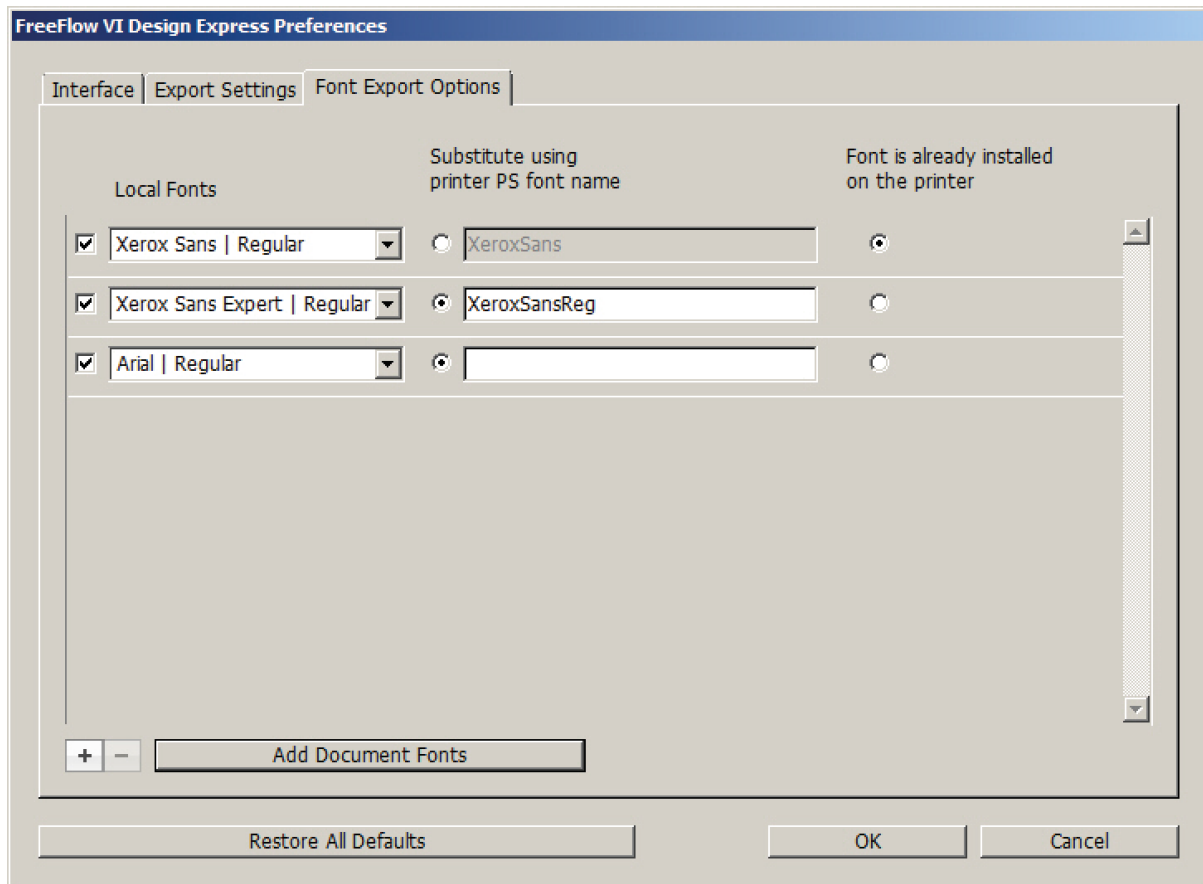 FreeFlow VI Design Express Preferences
Interface
Export Settings
Font Export Options
Local Fonts
Substitute using
printer PS font name
Font is already installed
on the printer
Xerox Sans | Regular
XeroxSans
Xerox Sans Expert | Regular
XeroxSansReg
Arial | Regular
+
−
Add Document Fonts
Restore All Defaults
OK
Cancel